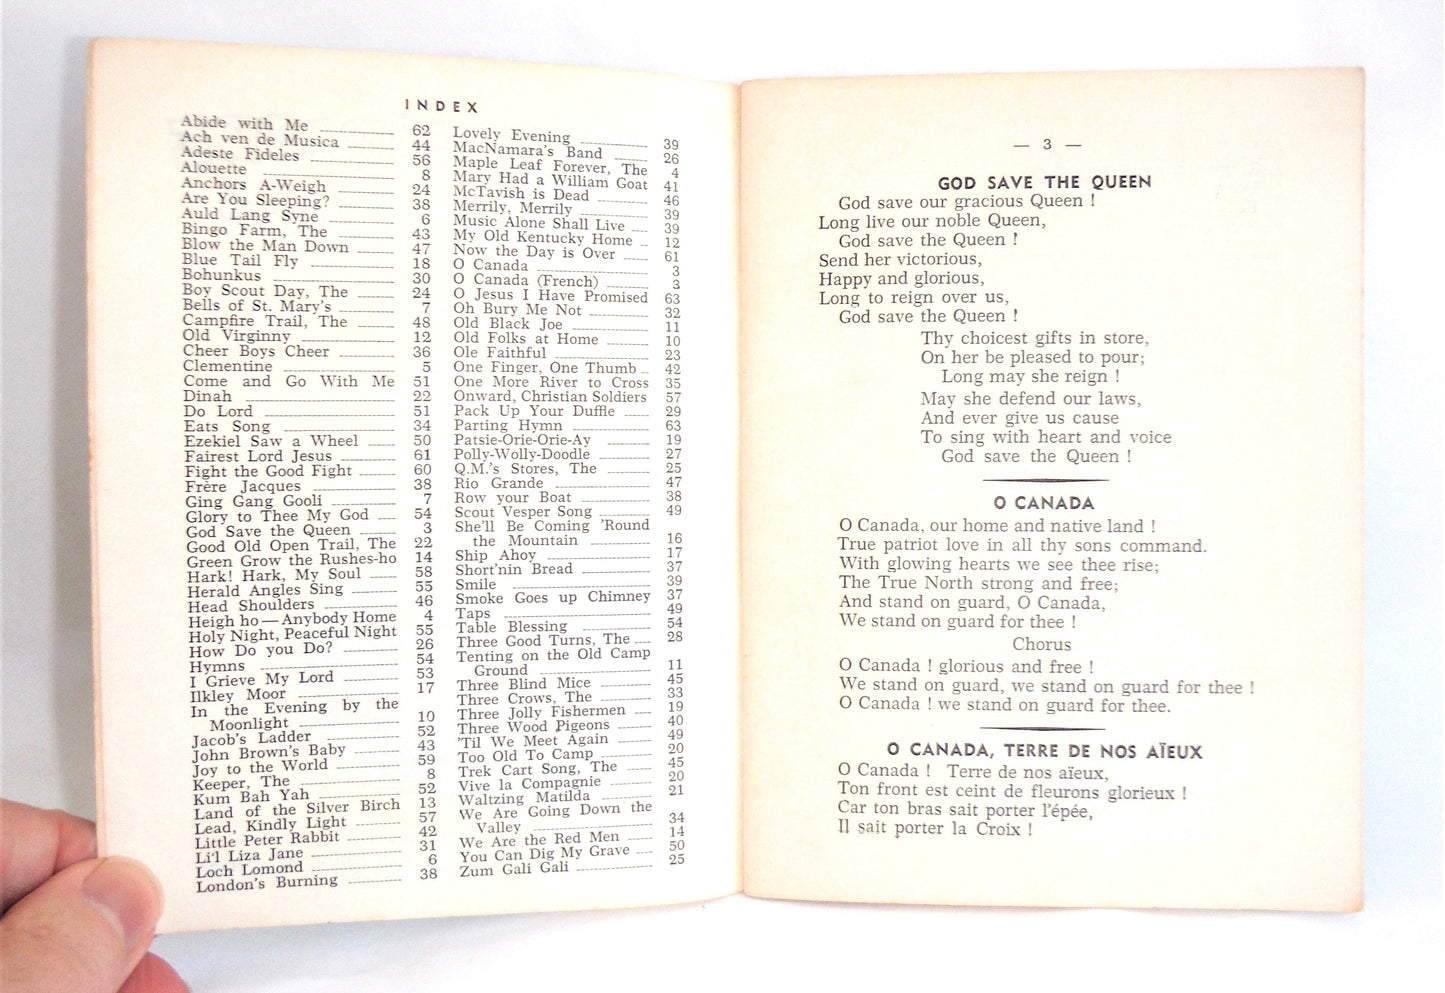 INDEX
Abide with Me 62
Ach ven de Musica 44
Adeste Fideles 56
Alouette 8
Anchors A-Weigh 24
Are You Sleeping? 38
Auld Lang Syne 6
Bingo Farm, The 43
Blow the Man Down 47
Blue Tail Fly 18
Bohunkus 30
Boy Scout Day, The 24
Bells of St. Mary's 7
Campfire Trail, The 48
Old Virginny 12
Cheer Boys Cheer 36
Clementine 5
Come and Go With Me 51
Dinah 22
Do Lord 51
Eats Song 34
Ezekiel Saw a Wheel 50
Fairest Lord Jesus 61
Fight the Good Fight 60
Frère Jacques 38
Ging Gang Gooli 7
Glory to Thee My God 54
God Save the Queen 3
Good Old Open Trail, The 22
Green Grow the Rushes-ho 14
Hark! Hark, My Soul 58
Herald Angles Sing 55
Head Shoulders 46
Heigh ho — Anybody Home 4
Holy Night, Peaceful Night 55
How Do you Do? 26
Hymns 54
I Grieve My Lord 53
Ilkley Moor 17
In the Evening by the
Moonlight 10
Jacob's Ladder 52
John Brown's Baby 43
Joy to the World 59
Keeper, The 8
Kum Bah Yah 52
Land of the Silver Birch 13
Lead, Kindly Light 57
Little Peter Rabbit 42
Li'l Liza Jane 31
Loch Lomond 6
London's Burning 38
Lovely Evening 39
MacNamara's Band 26
Maple Leaf Forever, The 4
Mary Had a William Goat 41
McTavish is Dead 46
Merrily, Merrily 39
Music Alone Shall Live 39
My Old Kentucky Home 12
Now the Day is Over 61
O Canada 3
O Canada (French) 3
O Jesus I Have Promised 63
Oh Bury Me Not 32
Old Black Joe 11
Old Folks at Home 10
Ole Faithful 23
One Finger, One Thumb 42
One More River to Cross 35
Onward, Christian Soldiers 57
Pack Up Your Duffle 29
Parting Hymn 63
Patsie-Orie-Orie-Ay 19
Polly-Wolly-Doodle 27
Q.M.'s Stores, The 25
Rio Grande 47
Row your Boat 38
Scout Vesper Song 49
She'll Be Coming 'Round
the Mountain 16
Ship Ahoy 17
Short'nin Bread 37
Smile 39
Smoke Goes up Chimney 37
Taps 49
Table Blessing 54
Three Good Turns, The 28
Tenting on the Old Camp
Ground 11
Three Blind Mice 45
Three Crows, The 33
Three Jolly Fishermen 19
Three Wood Pigeons 40
'Til We Meet Again 49
Too Old To Camp 20
Trek Cart Song, The 45
Vive la Compagnie 20
Waltzing Matilda 21
We Are Going Down the
Valley 34
We Are the Red Men 14
You Can Dig My Grave 50
Zum Gali Gali 25
— 3 —
GOD SAVE THE QUEEN
God save our gracious Queen !
Long live our noble Queen,
God save the Queen !
Send her victorious,
Happy and glorious,
Long to reign over us,
God save the Queen !
Thy choicest gifts in store,
On her be pleased to pour;
Long may she reign !
May she defend our laws,
And ever give us cause
To sing with heart and voice
God save the Queen !
O CANADA
O Canada, our home and native land !
True patriot love in all thy sons command.
With glowing hearts we see thee rise;
The True North strong and free;
And stand on guard, O Canada,
We stand on guard for thee !
Chorus
O Canada ! glorious and free !
We stand on guard, we stand on guard for thee !
O Canada ! we stand on guard for thee.
O CANADA, TERRE DE NOS AÏEUX
O Canada ! Terre de nos aïeux,
Ton front est ceint de fleurons glorieux !
Car ton bras sait porter l'épée,
Il sait porter la Croix !